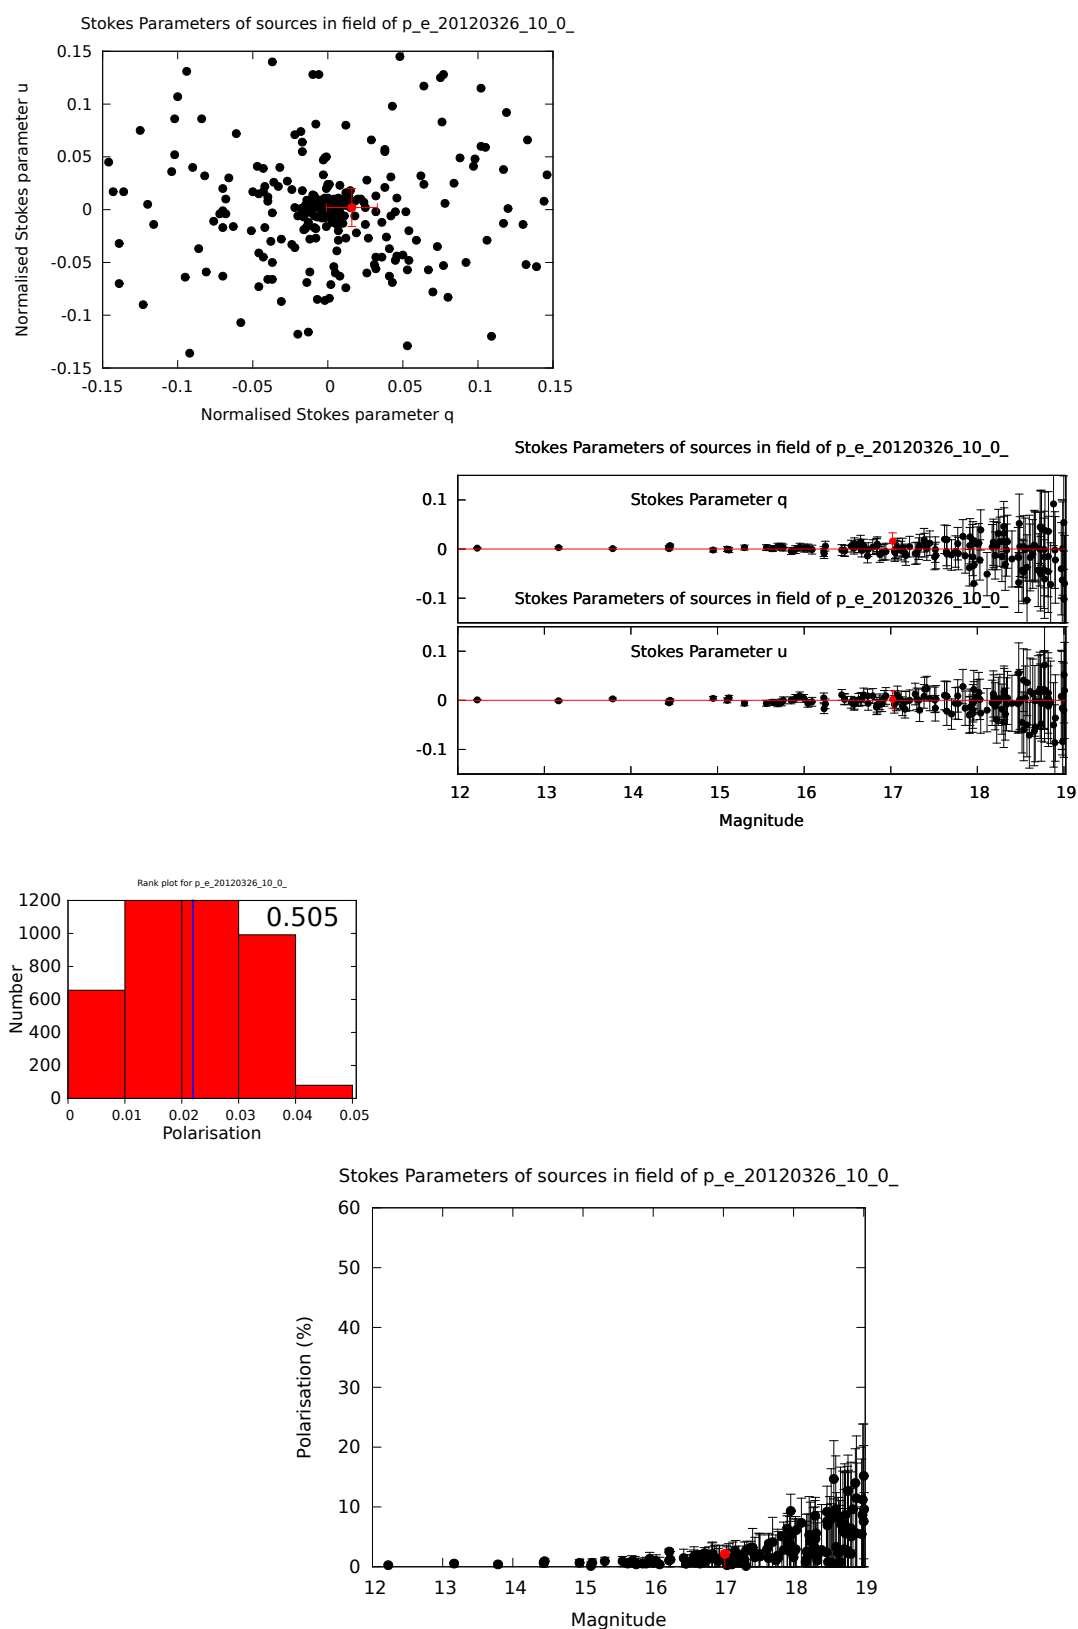 Stokes Parameters of sources in field of p_e_20120326_10_0_
0.15
0.1
0.05
0
-0.05
-0.1
-0.15
Normalised Stokes parameter u
-0.15 -0.1 -0.05 0 0.05 0.1 0.15
Normalised Stokes parameter q
Stokes Parameters of sources in field of p_e_20120326_10_0_
Stokes Parameter q
0.1
0
-0.1
Stokes Parameters of sources in field of p_e_20120326_10_0_
Stokes Parameter u
0.1
0
-0.1
12 13 14 15 16 17 18 19
Magnitude
Rank plot for p_e_20120326_10_0_
0.505
1200
1000
800
600
400
200
0
Number
0 0.01 0.02 0.03 0.04 0.05
Polarisation
Stokes Parameters of sources in field of p_e_20120326_10_0_
60
50
40
30
20
10
0
Polarisation (%)
12 13 14 15 16 17 18 19
Magnitude